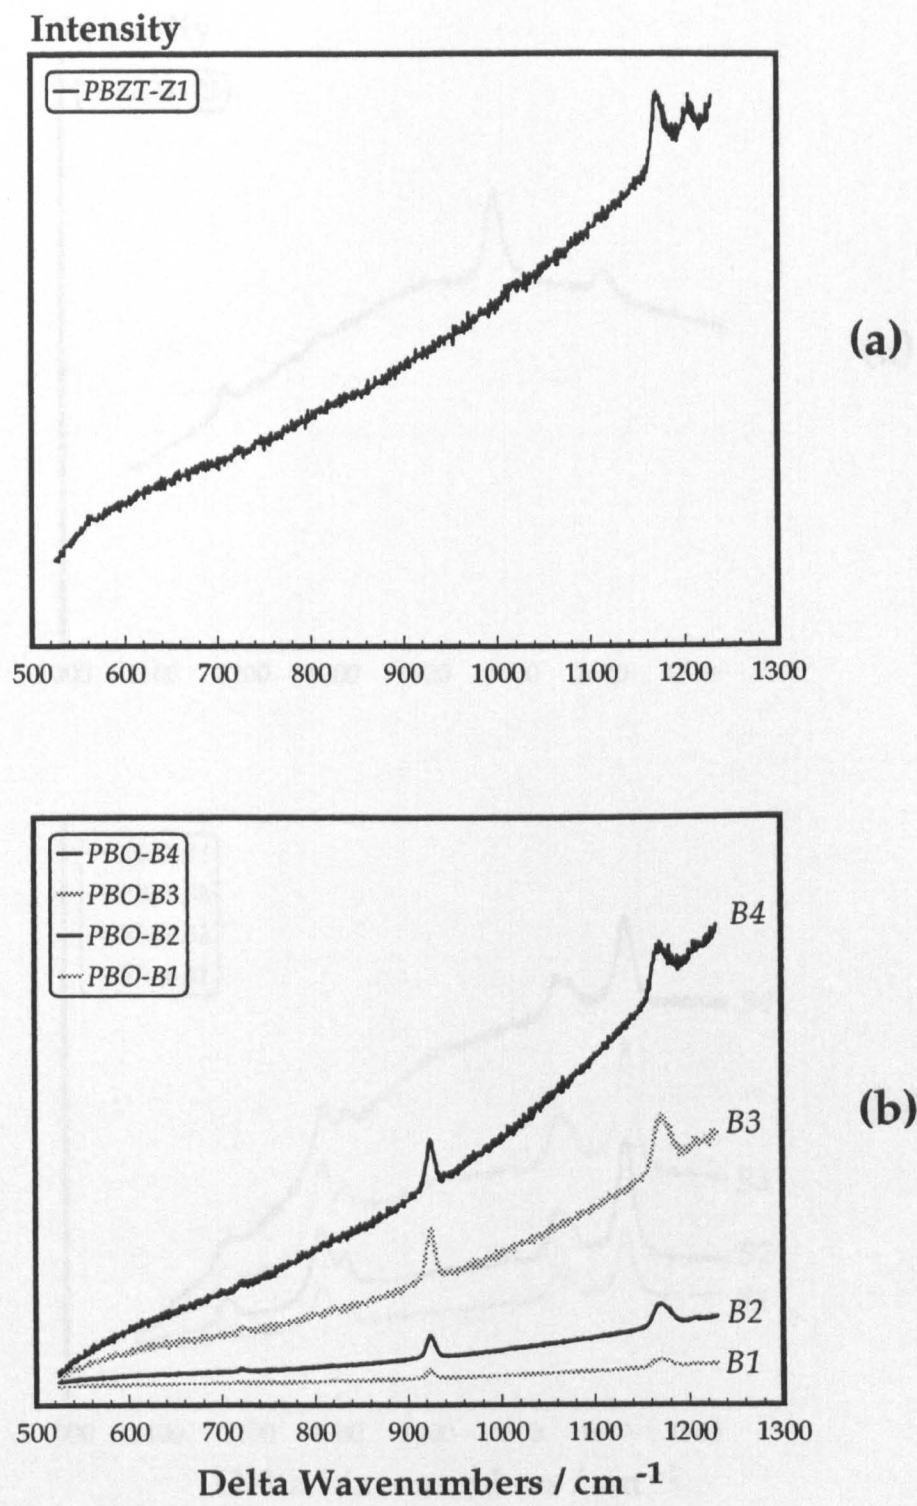 Intensity
PBZT-Z1
(a)
500 600 700 800 900 1000 1100 1200 1300
PBO-B4
PBO-B3
PBO-B2
PBO-B1
B4
B3
B2
B1
(b)
500 600 700 800 900 1000 1100 1200 1300
Delta Wavenumbers / cm⁻¹